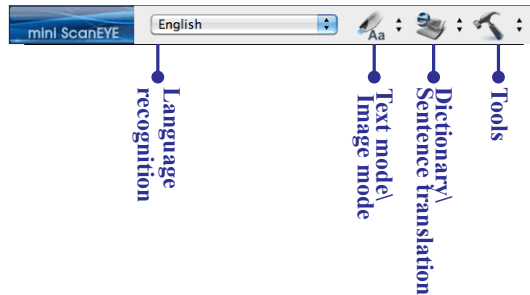 mini ScanEYE
English
Aa
Language
recognition
Text mode\
Image mode
Dictionary\
Sentence translation
Tools